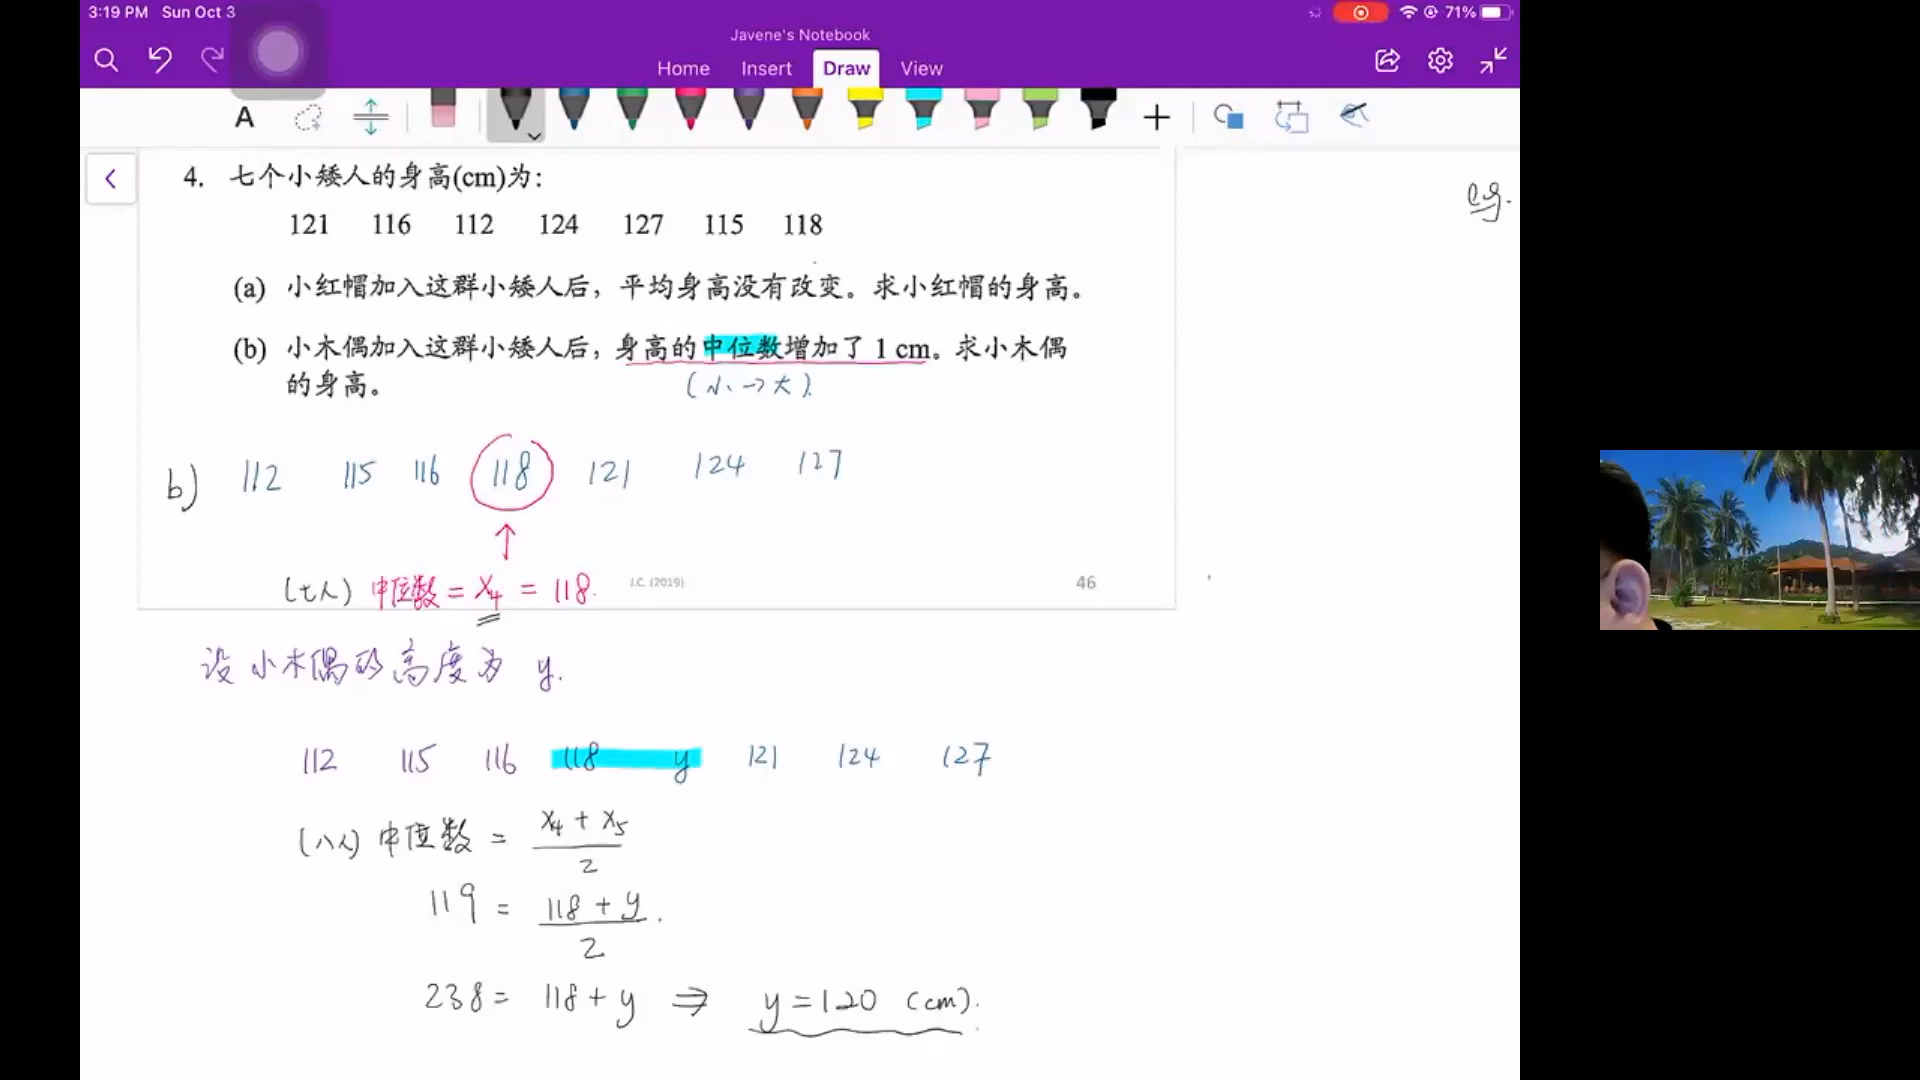 3:19 PM Sun Oct 3
71%
Javene's Notebook
Home Insert Draw View
A
4. 七个小矮人的身高(cm)为:
121 116 112 124 127 115 118
(a) 小红帽加入这群小矮人后，平均身高没有改变。求小红帽的身高。
(b) 小木偶加入这群小矮人后，身高的中位数增加了 1 cm。求小木偶
的身高。
(小→大).
eg.
b) 112 115 116 118 121 124 127
↑
(七人) 中位数 = x₄ = 118.
J.C. (2019)
46
设小木偶的高度为 y.
112 115 116 118 y 121 124 127
(八人) 中位数 = (x₄ + x₅)/2
119 = (118 + y)/2.
238 = 118 + y ⇒ y = 120 (cm).